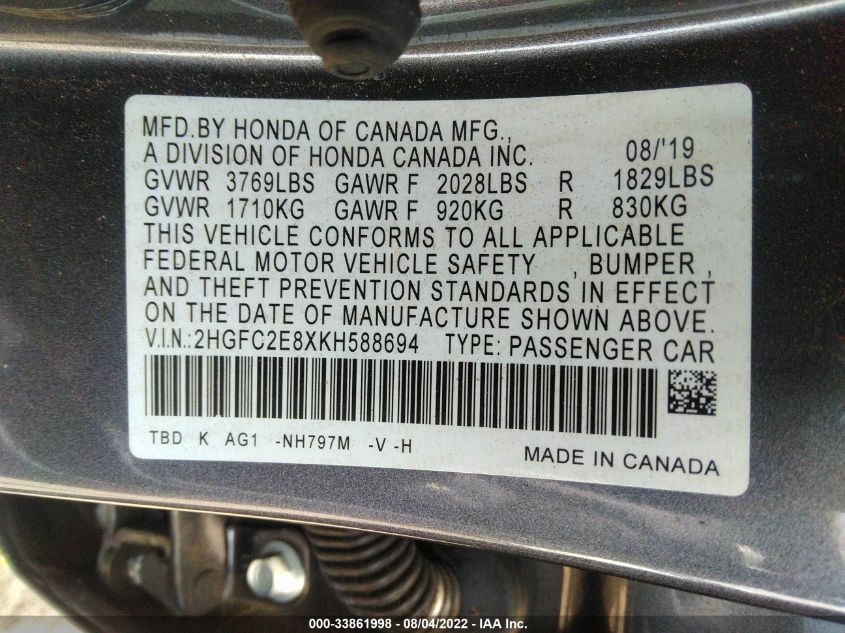 MFD.BY HONDA OF CANADA MFG.,
A DIVISION OF HONDA CANADA INC. 08/'19
GVWR 3769LBS GAWR F 2028LBS R 1829LBS
GVWR 1710KG GAWR F 920KG R 830KG
THIS VEHICLE CONFORMS TO ALL APPLICABLE
FEDERAL MOTOR VEHICLE SAFETY , BUMPER ,
AND THEFT PREVENTION STANDARDS IN EFFECT
ON THE DATE OF MANUFACTURE SHOWN ABOVE.
V.I.N.:2HGFC2E8XKH588694 TYPE: PASSENGER CAR
TBD K AG1 -NH797M -V -H
MADE IN CANADA
000-33861998 - 08/04/2022 - IAA Inc.